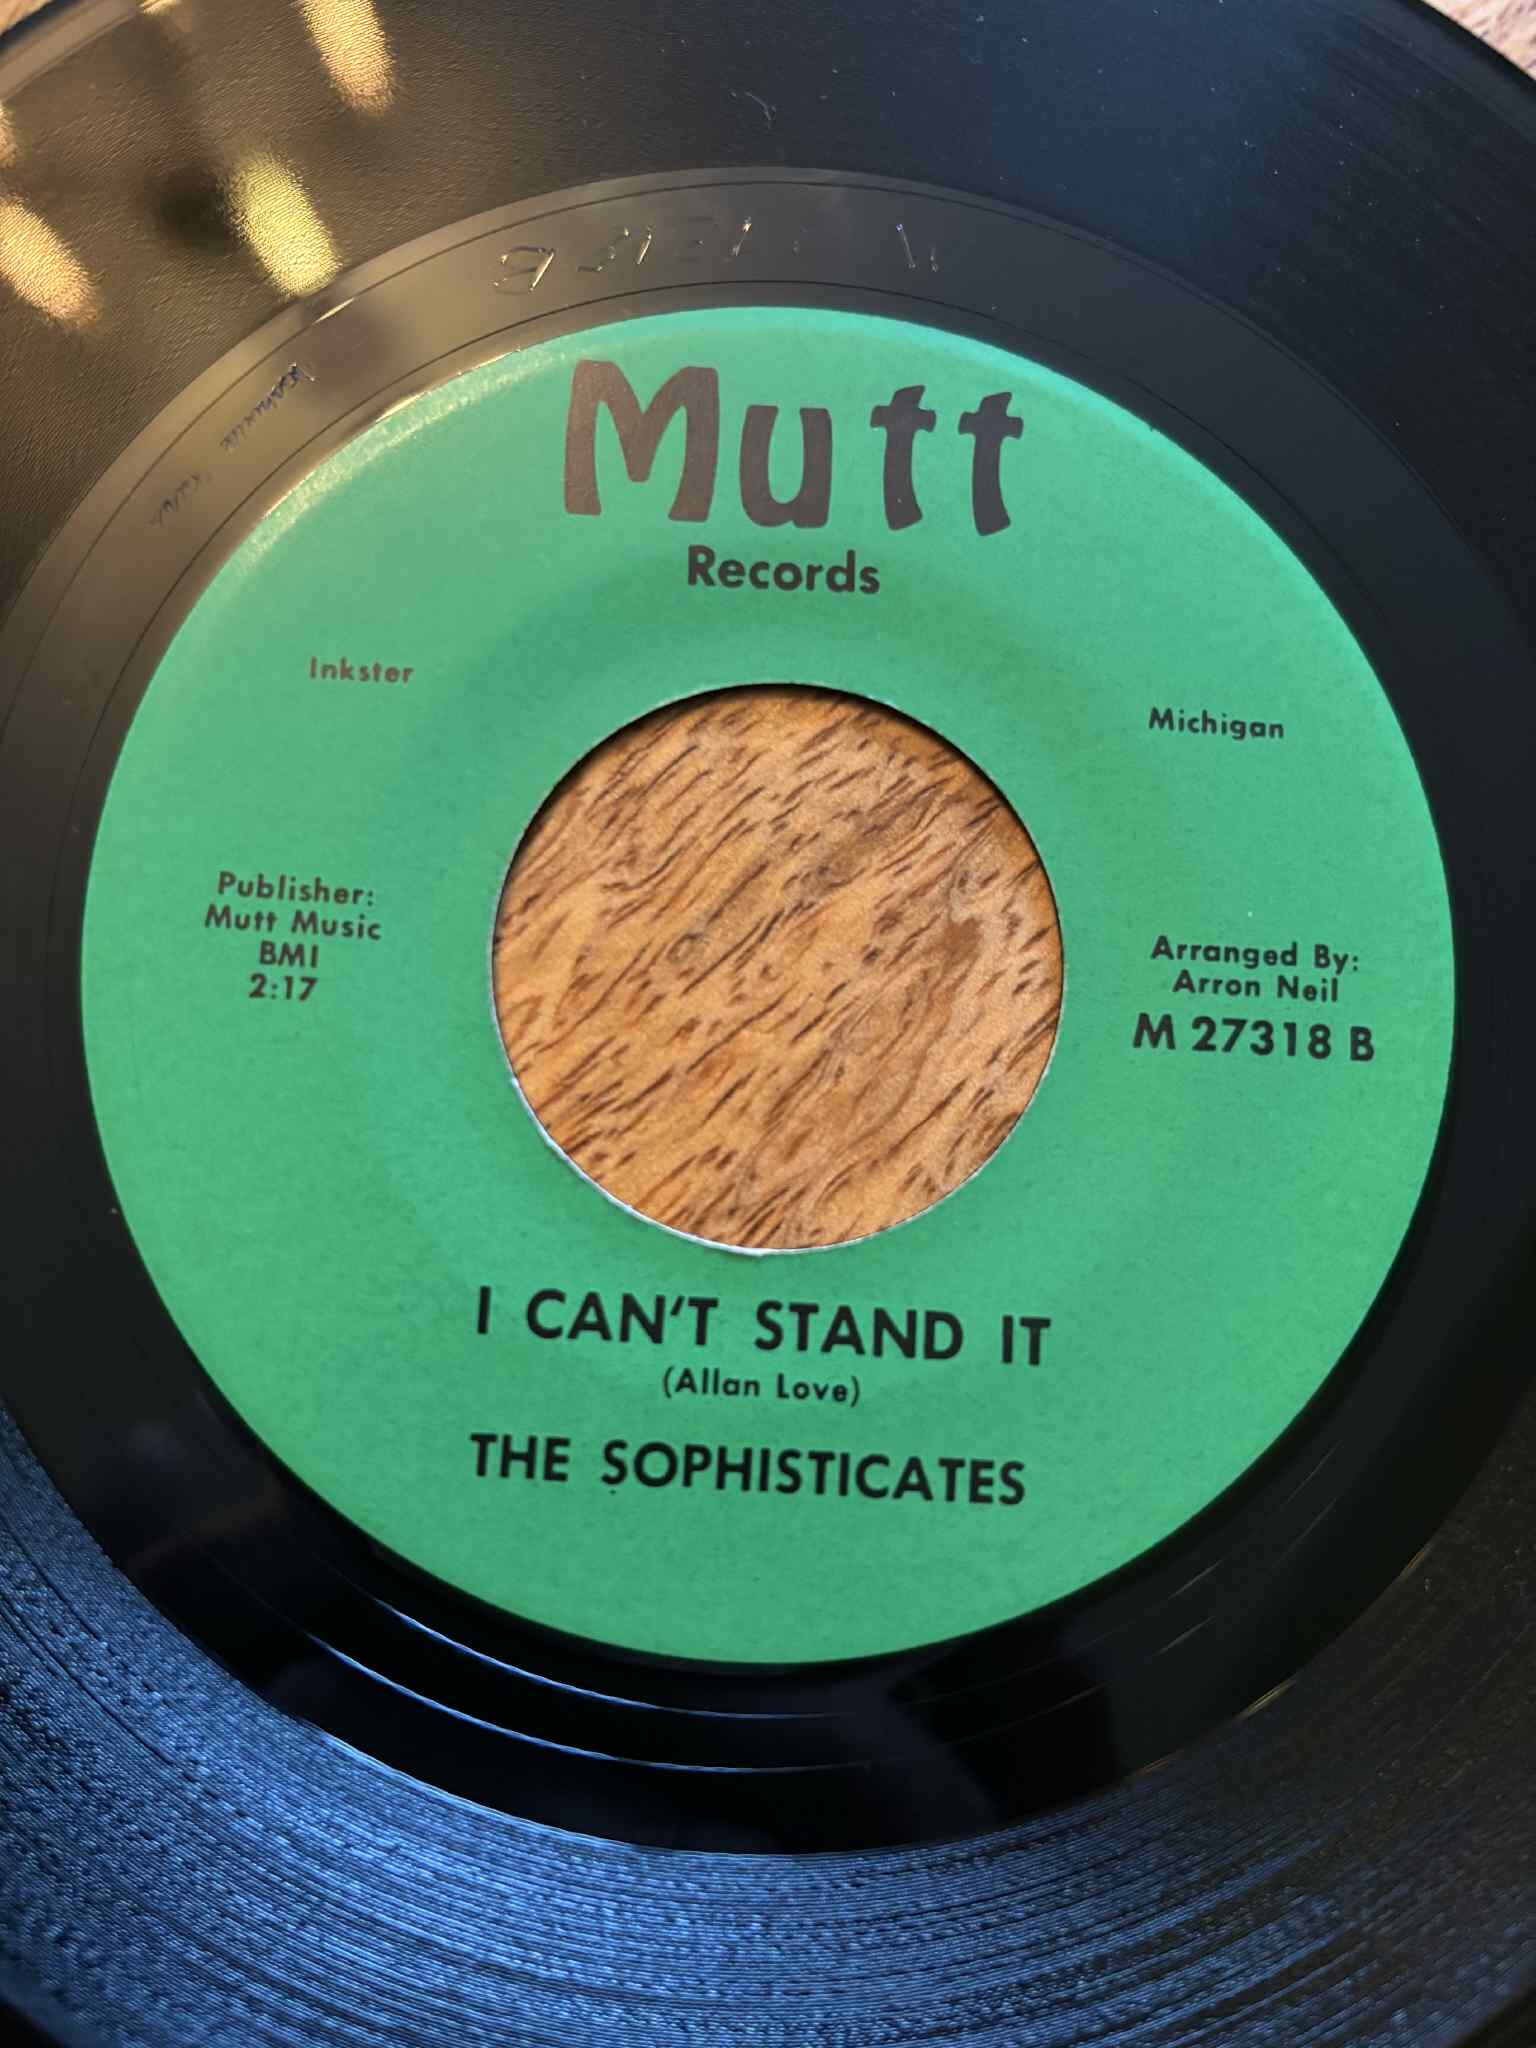 Mutt
Records
Inkster
Michigan
Publisher:
Mutt Music
BMI
2:17
Arranged By:
Arron Neil
M 27318 B
I CAN'T STAND IT
(Allan Love)
THE SOPHISTICATES